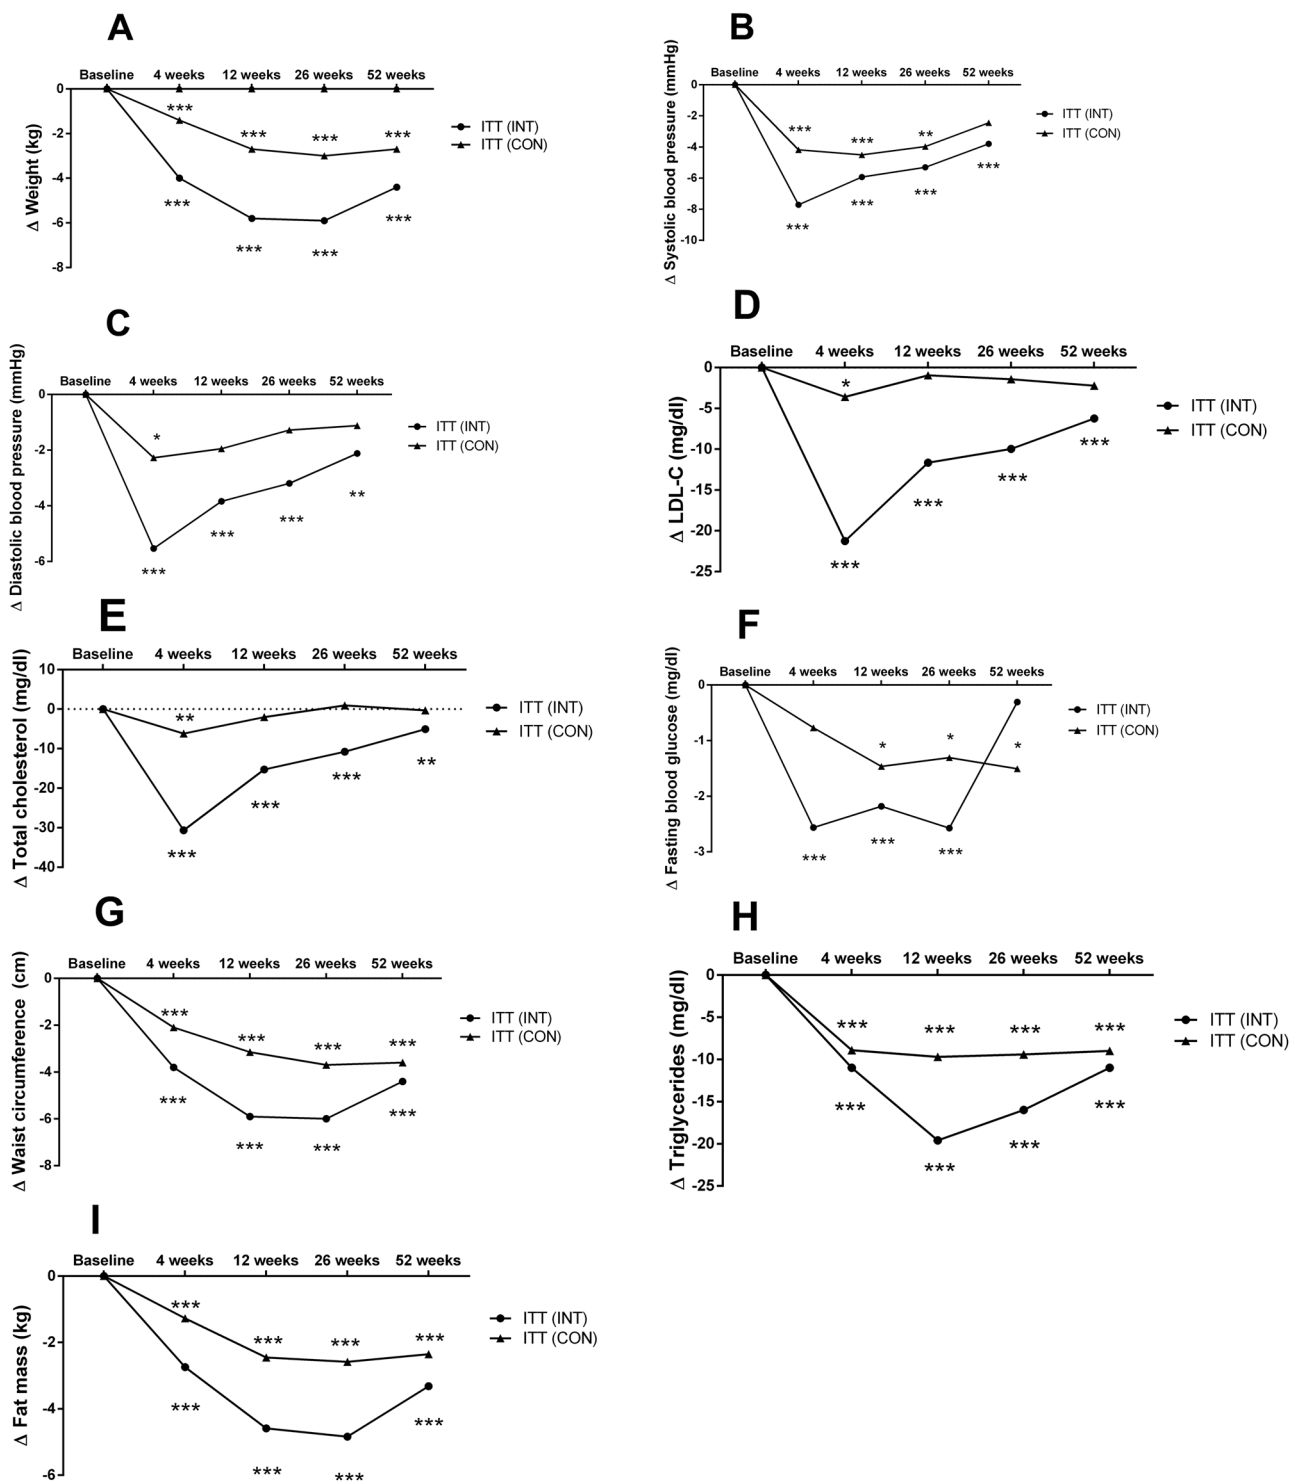 A
Baseline 4 weeks 12 weeks 26 weeks 52 weeks
0
-2
-4
-6
-8
Δ Weight (kg)
*** *** *** ***
*** *** *** ***
ITT (INT)
ITT (CON)
B
Baseline 4 weeks 12 weeks 26 weeks 52 weeks
0
-2
-4
-6
-8
-10
Δ Systolic blood pressure (mmHg)
*** *** **
*** *** *** ***
ITT (INT)
ITT (CON)
C
Baseline 4 weeks 12 weeks 26 weeks 52 weeks
0
-2
-4
-6
Δ Diastolic blood pressure (mmHg)
*
*** *** *** **
ITT (INT)
ITT (CON)
D
Baseline 4 weeks 12 weeks 26 weeks 52 weeks
0
-5
-10
-15
-20
-25
Δ LDL-C (mg/dl)
*
*** *** *** ***
ITT (INT)
ITT (CON)
E
Baseline 4 weeks 12 weeks 26 weeks 52 weeks
10
0
-10
-20
-30
-40
Δ Total cholesterol (mg/dl)
**
*** *** *** **
ITT (INT)
ITT (CON)
F
Baseline 4 weeks 12 weeks 26 weeks 52 weeks
0
-1
-2
-3
Δ Fasting blood glucose (mg/dl)
* * *
*** *** ***
ITT (INT)
ITT (CON)
G
Baseline 4 weeks 12 weeks 26 weeks 52 weeks
0
-2
-4
-6
-8
Δ Waist circumference (cm)
*** *** *** ***
*** *** *** ***
ITT (INT)
ITT (CON)
H
Baseline 4 weeks 12 weeks 26 weeks 52 weeks
0
-5
-10
-15
-20
-25
Δ Triglycerides (mg/dl)
*** *** *** ***
*** *** *** ***
ITT (INT)
ITT (CON)
I
Baseline 4 weeks 12 weeks 26 weeks 52 weeks
0
-2
-4
-6
Δ Fat mass (kg)
*** *** *** ***
*** *** *** ***
ITT (INT)
ITT (CON)